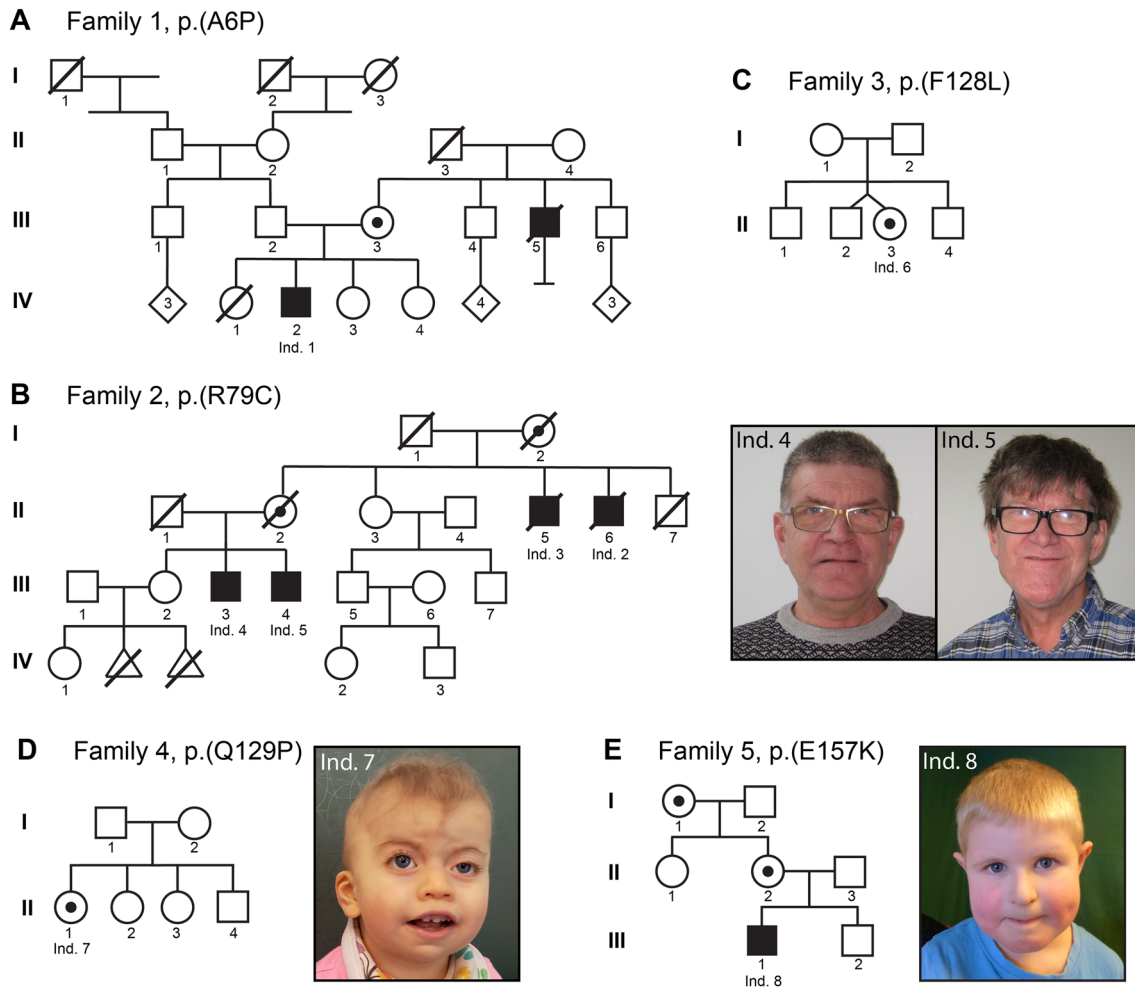 A Family 1, p.(A6P)
I
1 2 3
II
1 2 3 4
III
1 2 3 4 5 6
IV
3 1 2 3 4 4 3
Ind. 1
C Family 3, p.(F128L)
I
1 2
II
1 2 3 4
Ind. 6
B Family 2, p.(R79C)
I
1 2
II
1 2 3 4 5 6 7
Ind. 3 Ind. 2
III
1 2 3 4 5 6 7
Ind. 4 Ind. 5
IV
1 2 3
Ind. 4 Ind. 5
D Family 4, p.(Q129P)
I
1 2
II
1 2 3 4
Ind. 7
Ind. 7
E Family 5, p.(E157K)
I
1 2
II
1 2 3
III
1 2
Ind. 8
Ind. 8